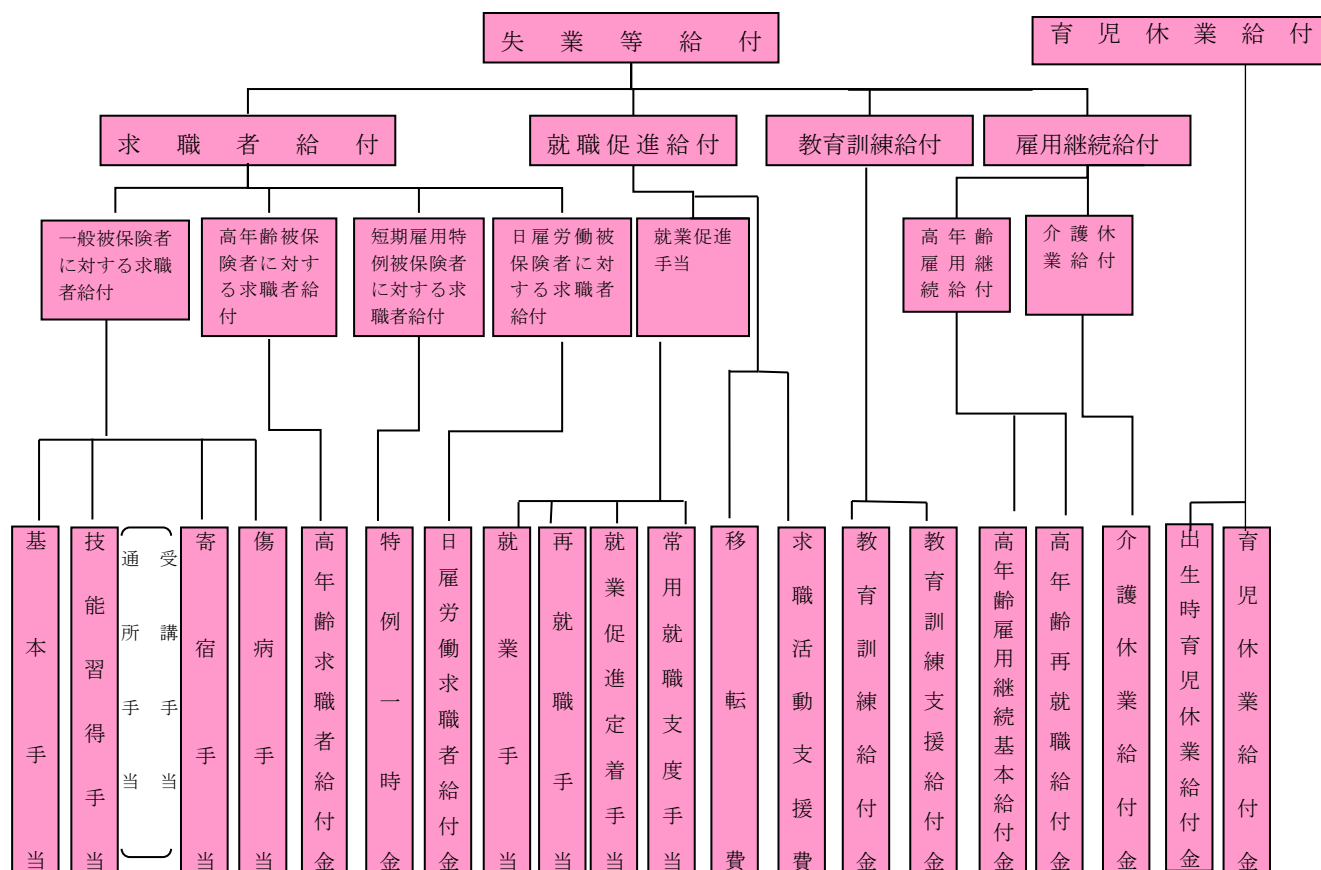 失業等給付
育児休業給付
求職者給付
就職促進給付
教育訓練給付
雇用継続給付
一般被保険者
に対する求職
者給付
高年齢被保
険者に対す
る求職者給
付
短期雇用特
例被保険者
に対する求
職者給付
日雇労働被
保険者に対
する求職者
給付
就業促進
手当
高年齢
雇用継
続給付
介護休
業給付
基本手当
技能習得手当
受講手当
通所手当
寄宿手当
傷病手当
高年齢求職者給付金
特例一時金
日雇労働求職者給付金
就業手当
再就職手当
就業促進定着手当
常用就職支度手当
移転費
求職活動支援費
教育訓練給付金
教育訓練支援給付金
高年齢雇用継続基本給付金
高年齢再就職給付金
介護休業給付金
出生時育児休業給付金
育児休業給付金